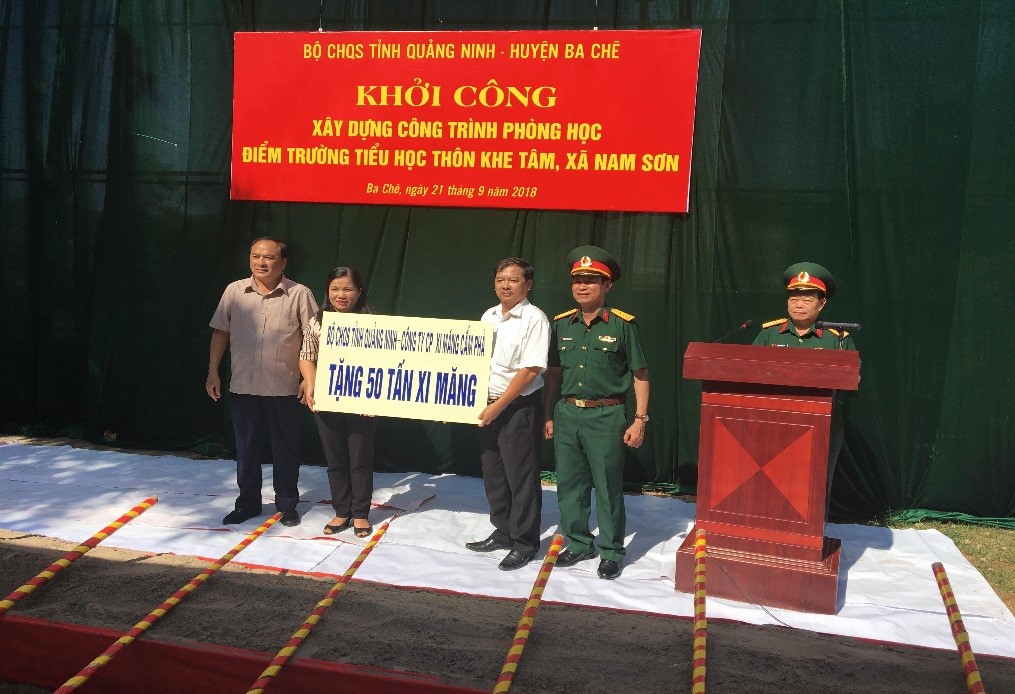 BỘ CHQS TỈNH QUẢNG NINH - HUYỆN BA CHẼ
KHỞI CÔNG
XÂY DỰNG CÔNG TRÌNH PHÒNG HỌC
ĐIỂM TRƯỜNG TIỂU HỌC THÔN KHE TÂM, XÃ NAM SƠN
Ba Chẽ, ngày 21 tháng 9 năm 2018
BỘ CHQS TỈNH QUẢNG NINH - CÔNG TY CP XI MĂNG CẨM PHẢ
TẶNG 50 TẤN XI MĂNG